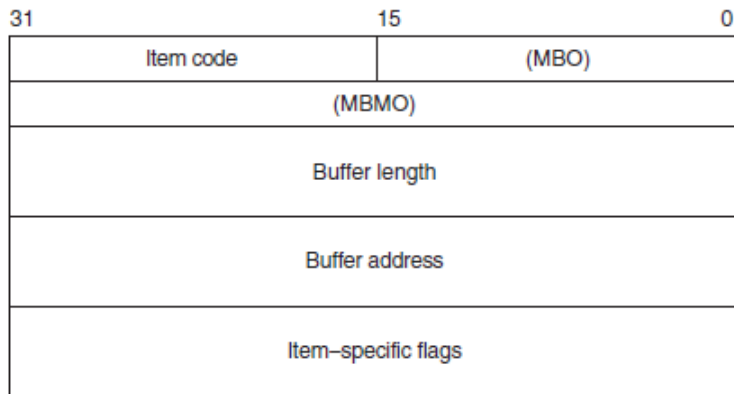 31 15 0
Item code (MBO)
(MBMO)
Buffer length
Buffer address
Item–specific flags